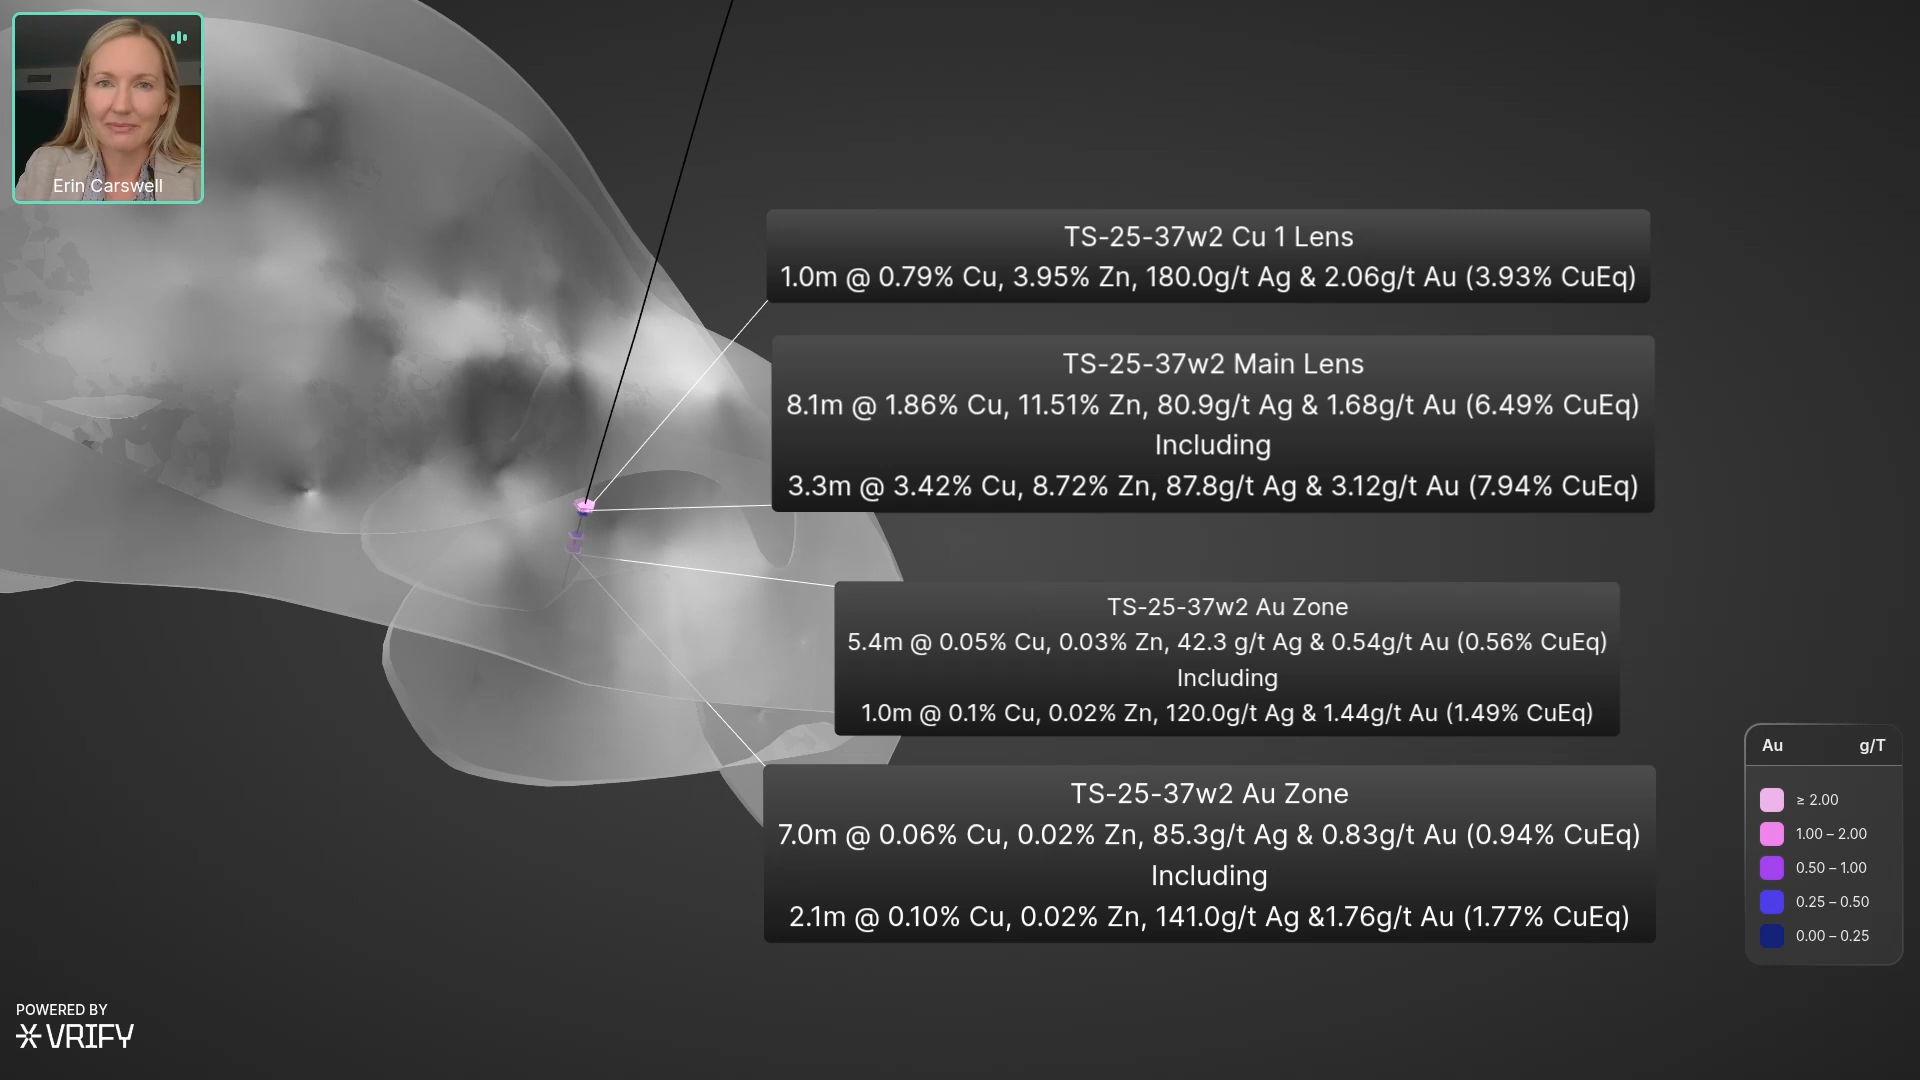 Erin Carswell
TS-25-37w2 Cu 1 Lens
1.0m @ 0.79% Cu, 3.95% Zn, 180.0g/t Ag & 2.06g/t Au (3.93% CuEq)
TS-25-37w2 Main Lens
8.1m @ 1.86% Cu, 11.51% Zn, 80.9g/t Ag & 1.68g/t Au (6.49% CuEq)
Including
3.3m @ 3.42% Cu, 8.72% Zn, 87.8g/t Ag & 3.12g/t Au (7.94% CuEq)
TS-25-37w2 Au Zone
5.4m @ 0.05% Cu, 0.03% Zn, 42.3 g/t Ag & 0.54g/t Au (0.56% CuEq)
Including
1.0m @ 0.1% Cu, 0.02% Zn, 120.0g/t Ag & 1.44g/t Au (1.49% CuEq)
TS-25-37w2 Au Zone
7.0m @ 0.06% Cu, 0.02% Zn, 85.3g/t Ag & 0.83g/t Au (0.94% CuEq)
Including
2.1m @ 0.10% Cu, 0.02% Zn, 141.0g/t Ag &1.76g/t Au (1.77% CuEq)
Au g/T
≥ 2.00
1.00 – 2.00
0.50 – 1.00
0.25 – 0.50
0.00 – 0.25
POWERED BY
VRIFY